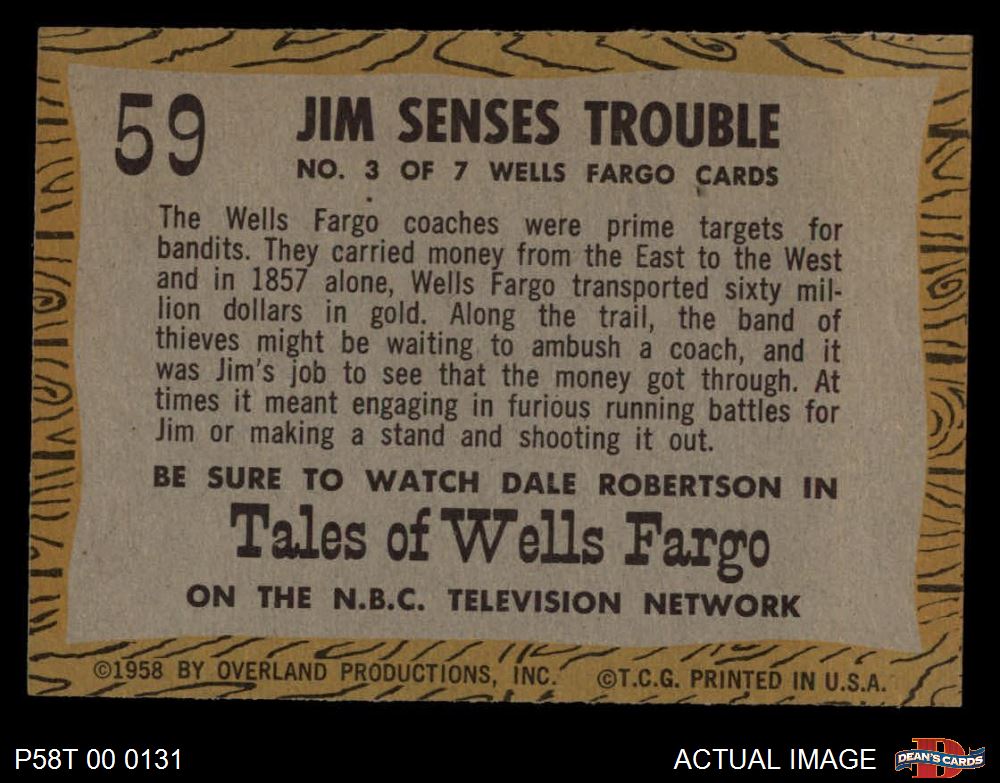 59
JIM SENSES TROUBLE
NO. 3 OF 7 WELLS FARGO CARDS
The Wells Fargo coaches were prime targets for
bandits. They carried money from the East to the West
and in 1857 alone, Wells Fargo transported sixty mil-
lion dollars in gold. Along the trail, the band of
thieves might be waiting to ambush a coach, and it
was Jim's job to see that the money got through. At
times it meant engaging in furious running battles for
Jim or making a stand and shooting it out.
BE SURE TO WATCH DALE ROBERTSON IN
Tales of Wells Fargo
ON THE N.B.C. TELEVISION NETWORK
©1958 BY OVERLAND PRODUCTIONS, INC. ©T.C.G. PRINTED IN U.S.A.
P58T 00 0131
ACTUAL IMAGE
D
DEAN'S CARDS